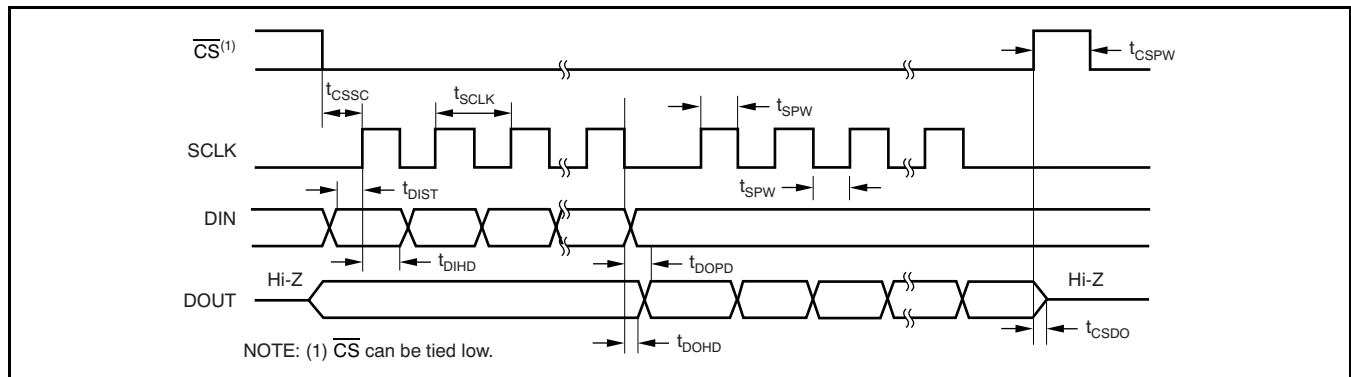 CS(1)
tCSPW
tCSSC
tSCLK
tSPW
SCLK
tDIST
tSPW
DIN
tDIHD
tDOPD
Hi-Z
Hi-Z
DOUT
tCSDO
tDOHD
NOTE: (1) CS can be tied low.